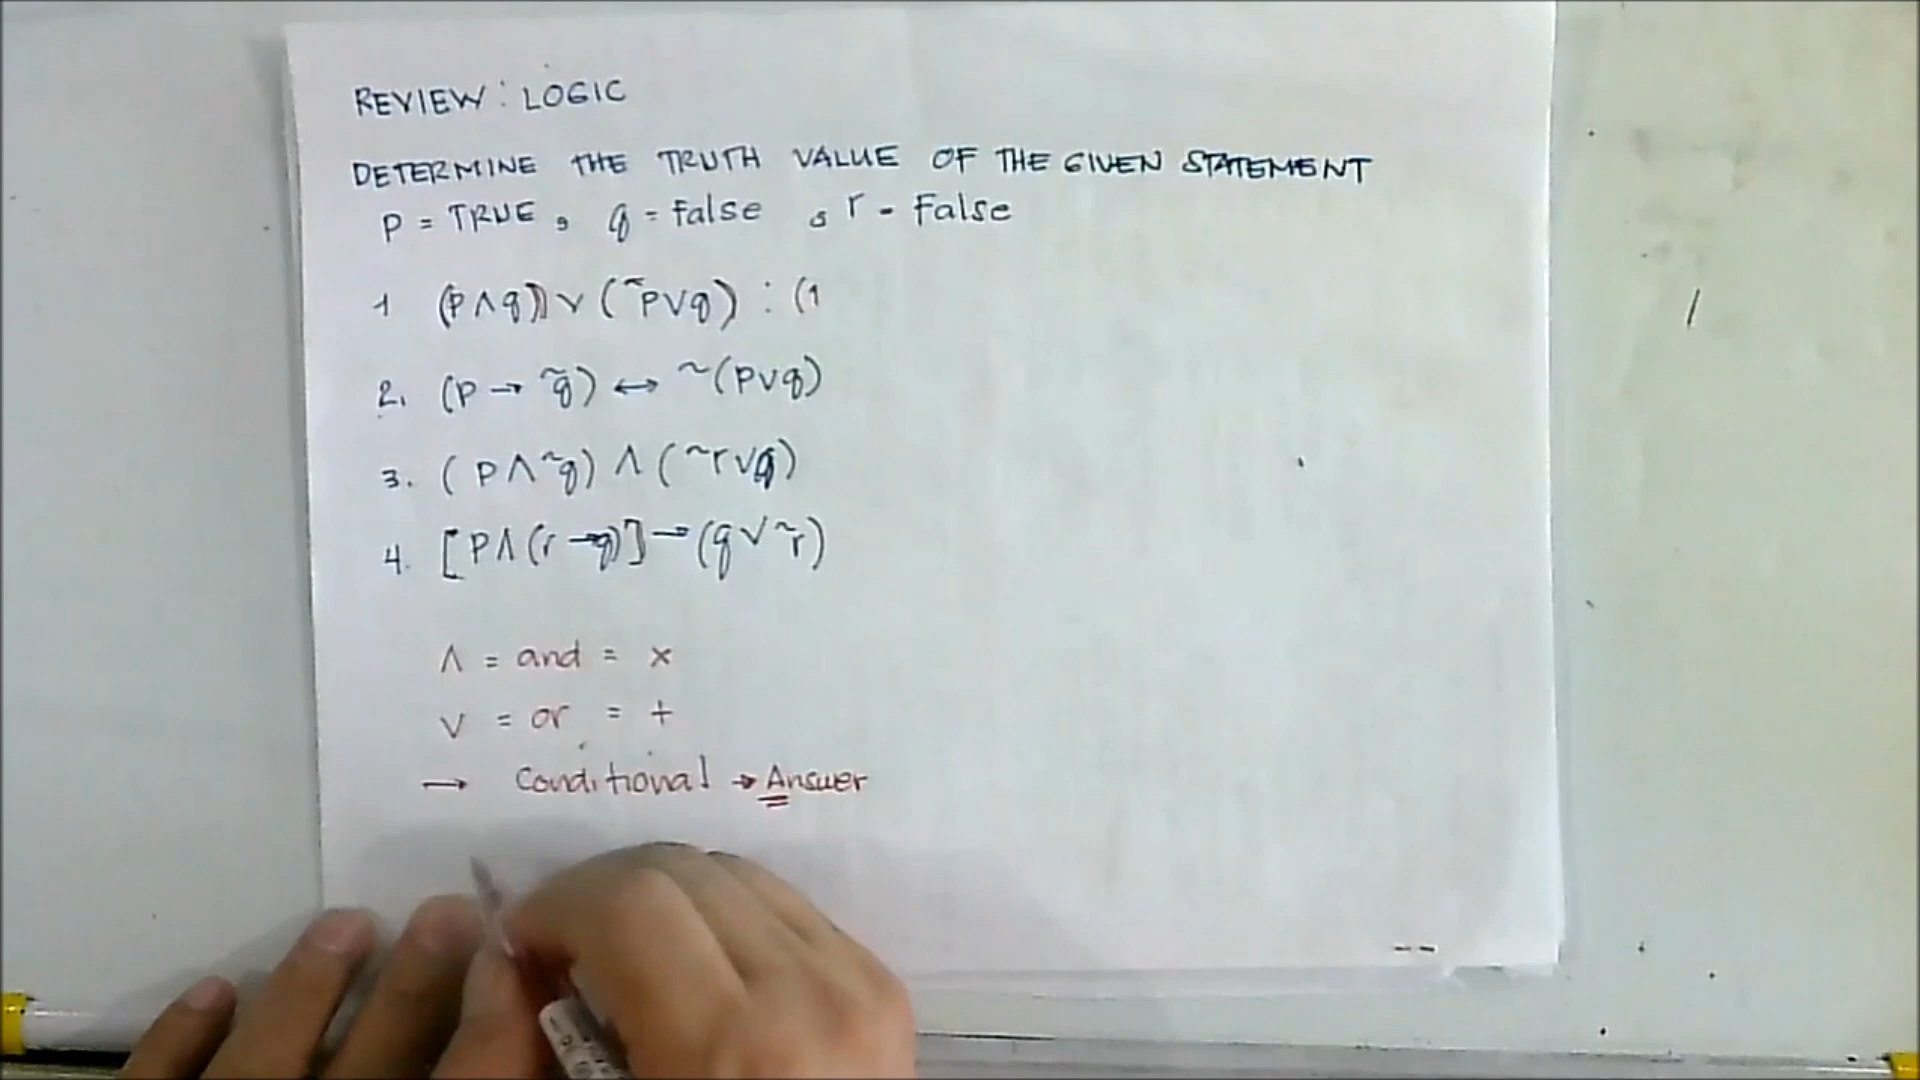 REVIEW : LOGIC
DETERMINE THE TRUTH VALUE OF THE GIVEN STATEMENT
P = TRUE, q = false, r - False
1 (p ∧ q)) ∨ (~p ∨ q) : (1
2. (p → ~q) ↔ ~(p ∨ q)
3. (p ∧ ~q) ∧ (~r ∨ q)
4. [p ∧ (r → q)] → (q ∨ ~r)
∧ = and = ×
∨ = or = +
→ Conditional → Answer